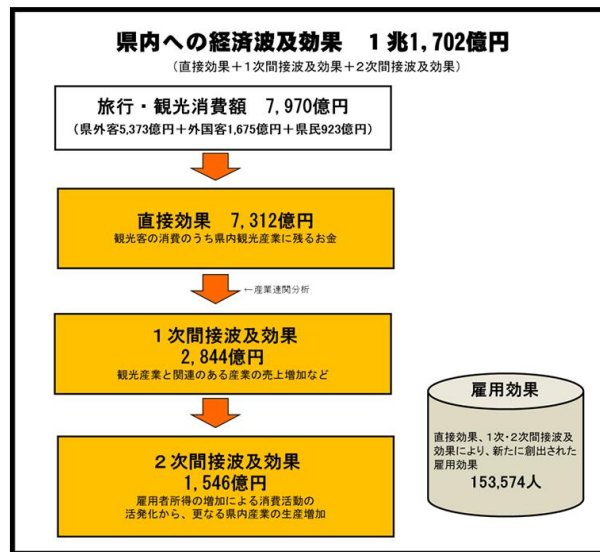 県内への経済波及効果　１兆1,702億円
（直接効果＋１次間接波及効果＋２次間接波及効果）
旅行・観光消費額　7,970億円
（県外客5,373億円＋外国客1,675億円＋県民923億円）
直接効果　7,312億円
観光客の消費のうち県内観光産業に残るお金
←産業連関分析
１次間接波及効果
2,844億円
観光産業と関連のある産業の売上増加など
２次間接波及効果
1,546億円
雇用者所得の増加による消費活動の
活発化から、更なる県内産業の生産増加
雇用効果
直接効果、1次・2次間接波及
効果により、新たに創出された
雇用効果
153,574人